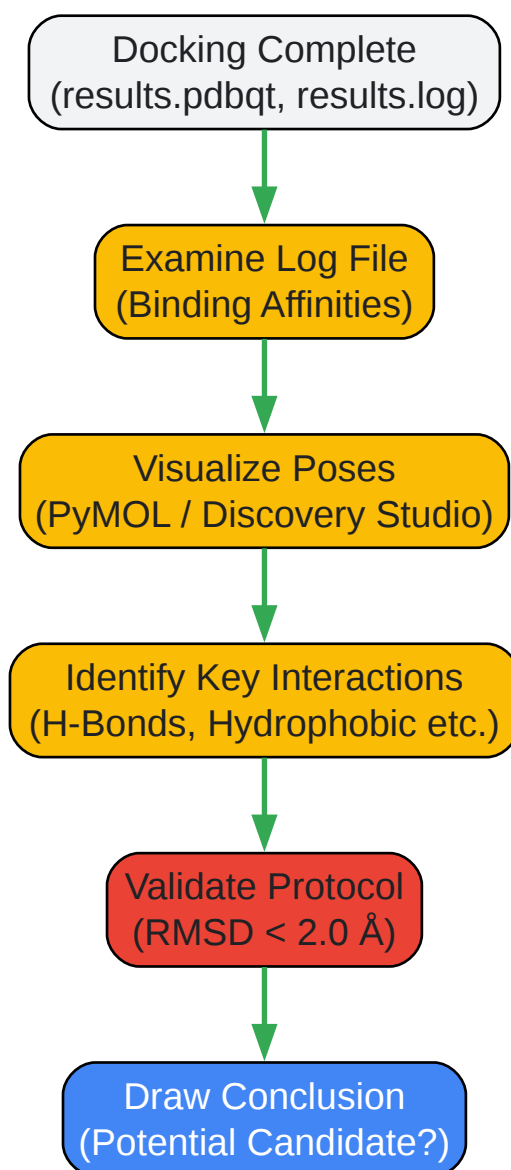 Docking Complete
(results.pdbqt, results.log)
Examine Log File
(Binding Affinities)
Visualize Poses
(PyMOL / Discovery Studio)
Identify Key Interactions
(H-Bonds, Hydrophobic etc.)
Validate Protocol
(RMSD < 2.0 Å)
Draw Conclusion
(Potential Candidate?)